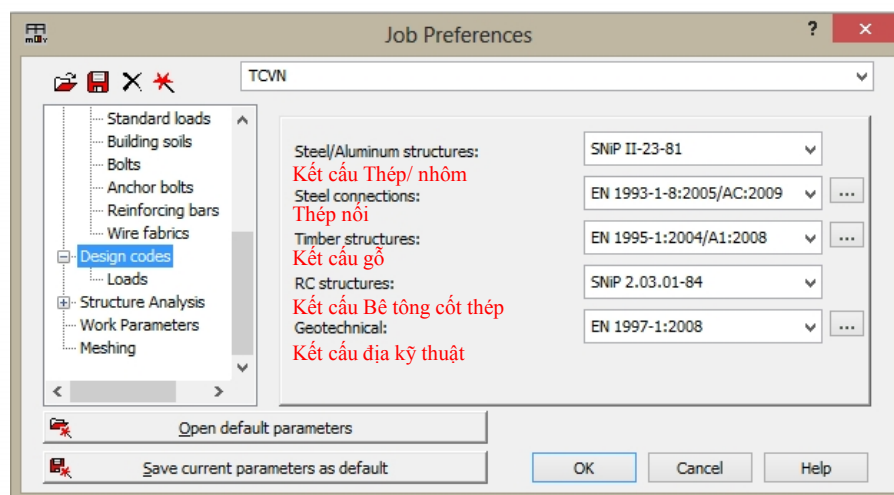 Job Preferences
?
TCVN
Standard loads
Building soils
Bolts
Anchor bolts
Reinforcing bars
Wire fabrics
Design codes
Loads
Structure Analysis
Work Parameters
Meshing
Steel/Aluminum structures:
SNiP II-23-81
Kết cấu Thép/ nhôm
Steel connections:
EN 1993-1-8:2005/AC:2009
...
Thép nối
Timber structures:
EN 1995-1:2004/A1:2008
...
Kết cấu gỗ
RC structures:
SNiP 2.03.01-84
Kết cấu Bê tông cốt thép
Geotechnical:
EN 1997-1:2008
...
Kết cấu địa kỹ thuật
Open default parameters
Save current parameters as default
OK
Cancel
Help